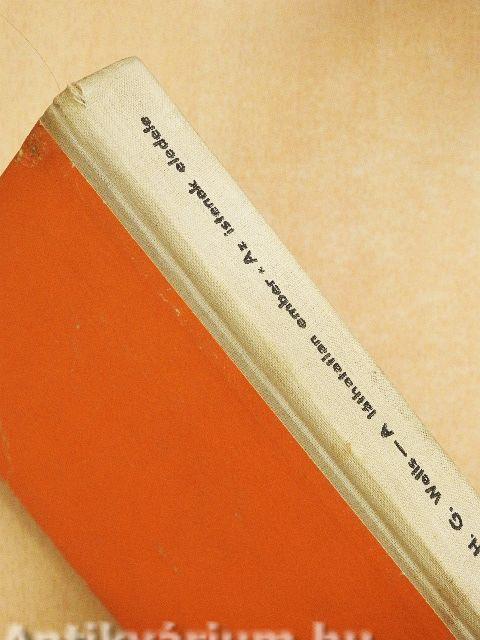 H. G. Wells — A láthatatlan ember * Az istenek eledele
Antikvárium.hu